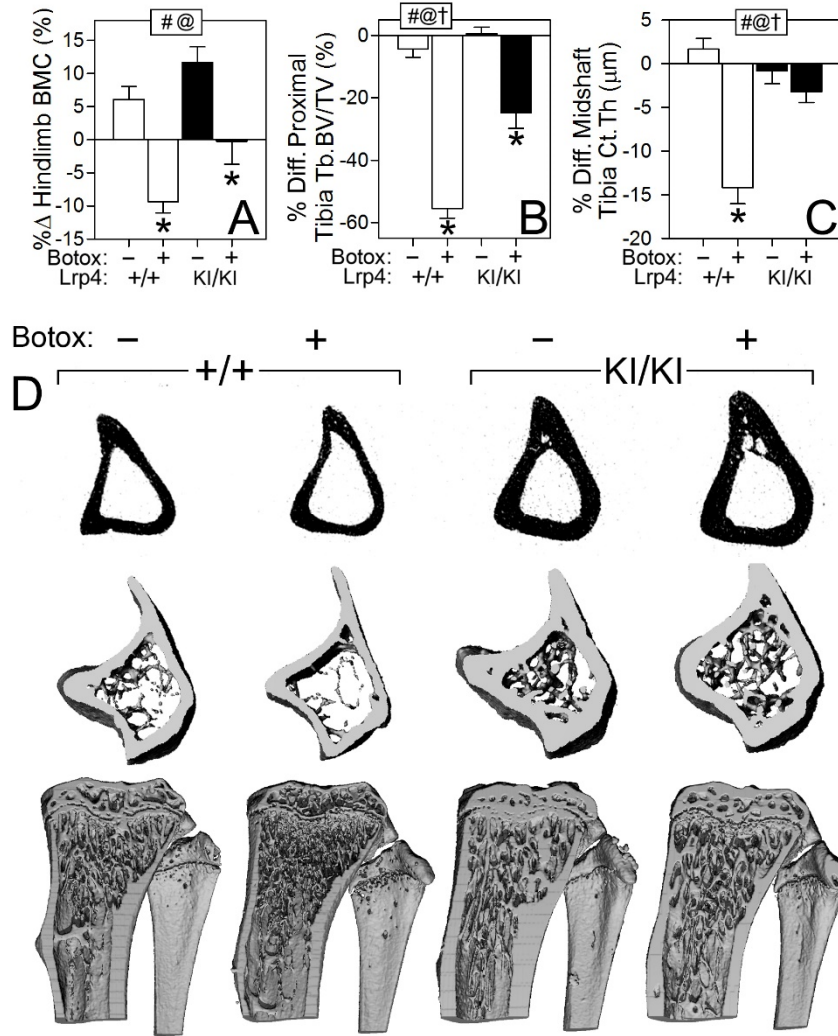 # @
%Δ Hindlimb BMC (%)
15
10
5
0
-5
-10
-15
*
*
A
Botox: − + − +
Lrp4: +/+ KI/KI
#@†
% Diff. Proximal
Tibia Tb.BV/TV (%)
0
-20
-40
-60
*
*
B
Botox: − + − +
Lrp4: +/+ KI/KI
#@†
% Diff. Midshaft
Tibia Ct.Th (μm)
5
0
-5
-10
-15
-20
*
C
Botox: − + − +
Lrp4: +/+ KI/KI
Botox: − + − +
+/+ KI/KI
D